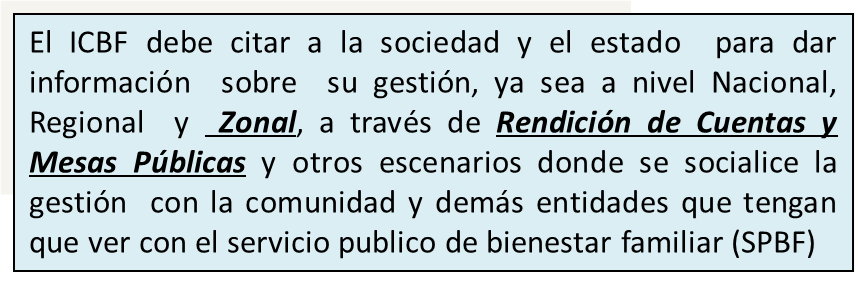 El ICBF debe citar a la sociedad y el estado para dar
información sobre su gestión, ya sea a nivel Nacional,
Regional y Zonal, a través de Rendición de Cuentas y
Mesas Públicas y otros escenarios donde se socialice la
gestión con la comunidad y demás entidades que tengan
que ver con el servicio publico de bienestar familiar (SPBF)